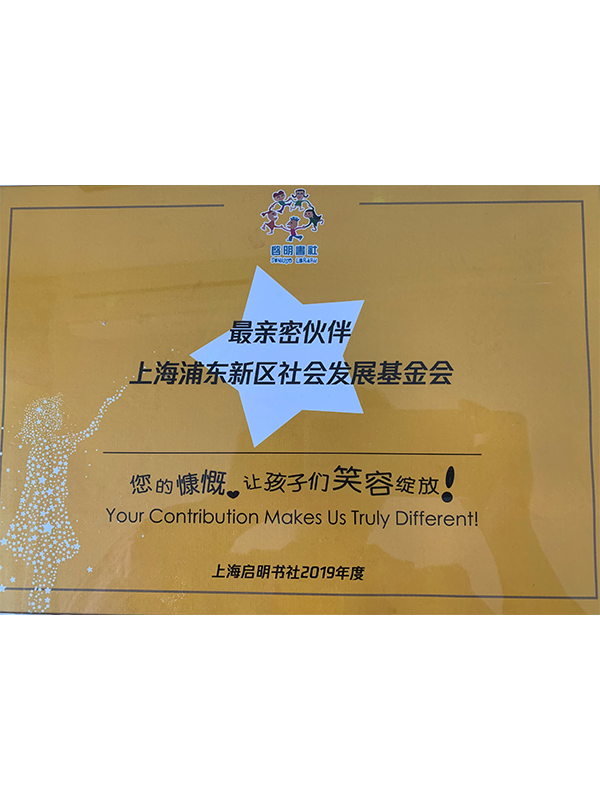 啓明書社
最亲密伙伴
上海浦东新区社会发展基金会
您的慷慨 让孩子们笑容绽放!
Your Contribution Makes Us Truly Different!
上海启明书社2019年度